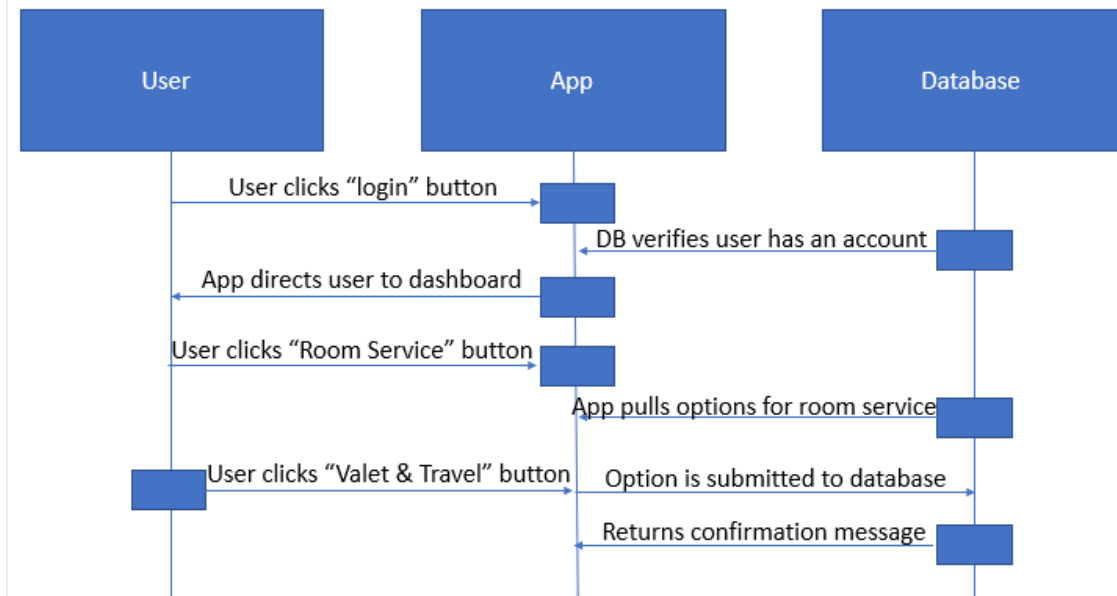 User
App
Database
User clicks “login” button
DB verifies user has an account
App directs user to dashboard
User clicks “Room Service” button
App pulls options for room service
User clicks “Valet & Travel” button
Option is submitted to database
Returns confirmation message